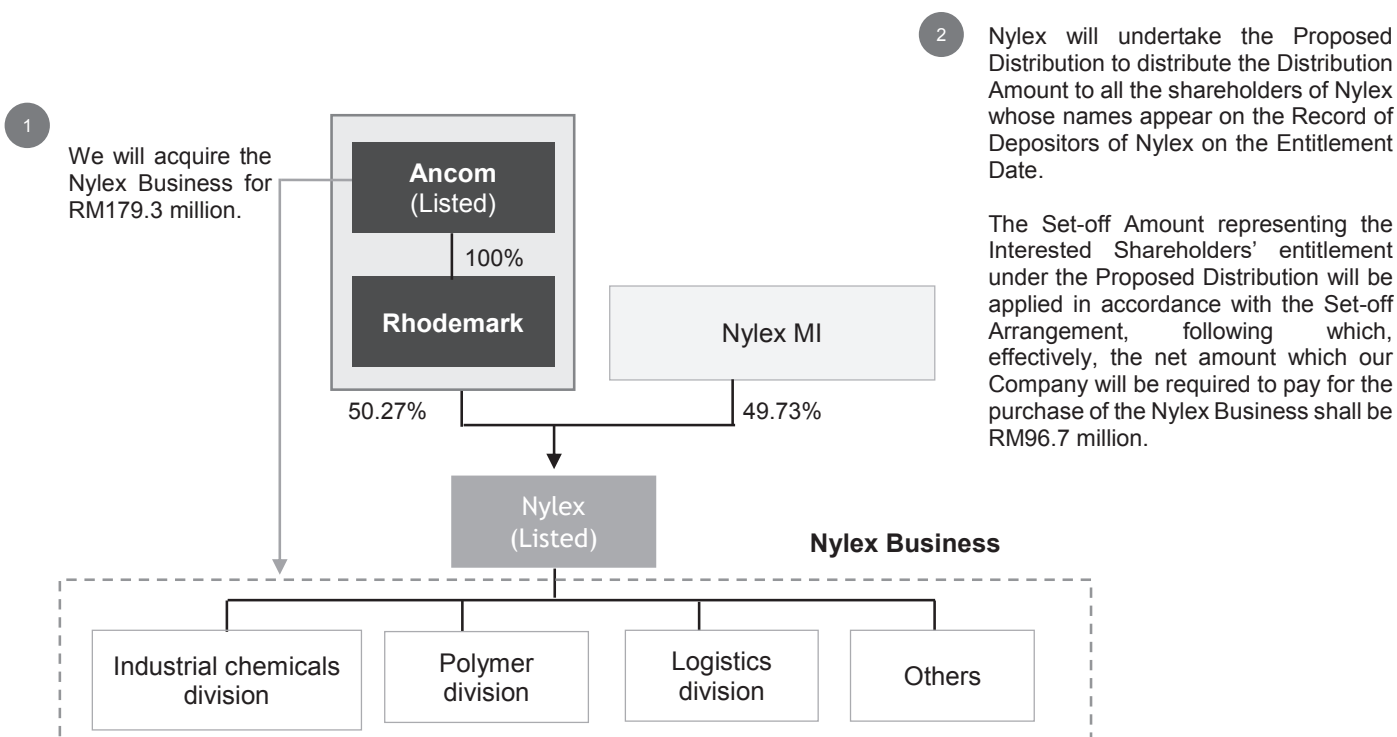 1
We will acquire the
Nylex Business for
RM179.3 million.
2
Nylex will undertake the Proposed
Distribution to distribute the Distribution
Amount to all the shareholders of Nylex
whose names appear on the Record of
Depositors of Nylex on the Entitlement
Date.
The Set-off Amount representing the
Interested Shareholders’ entitlement
under the Proposed Distribution will be
applied in accordance with the Set-off
Arrangement, following which,
effectively, the net amount which our
Company will be required to pay for the
purchase of the Nylex Business shall be
RM96.7 million.
Ancom
(Listed)
100%
Rhodemark
Nylex MI
50.27%
49.73%
Nylex
(Listed)
Nylex Business
Industrial chemicals
division
Polymer
division
Logistics
division
Others